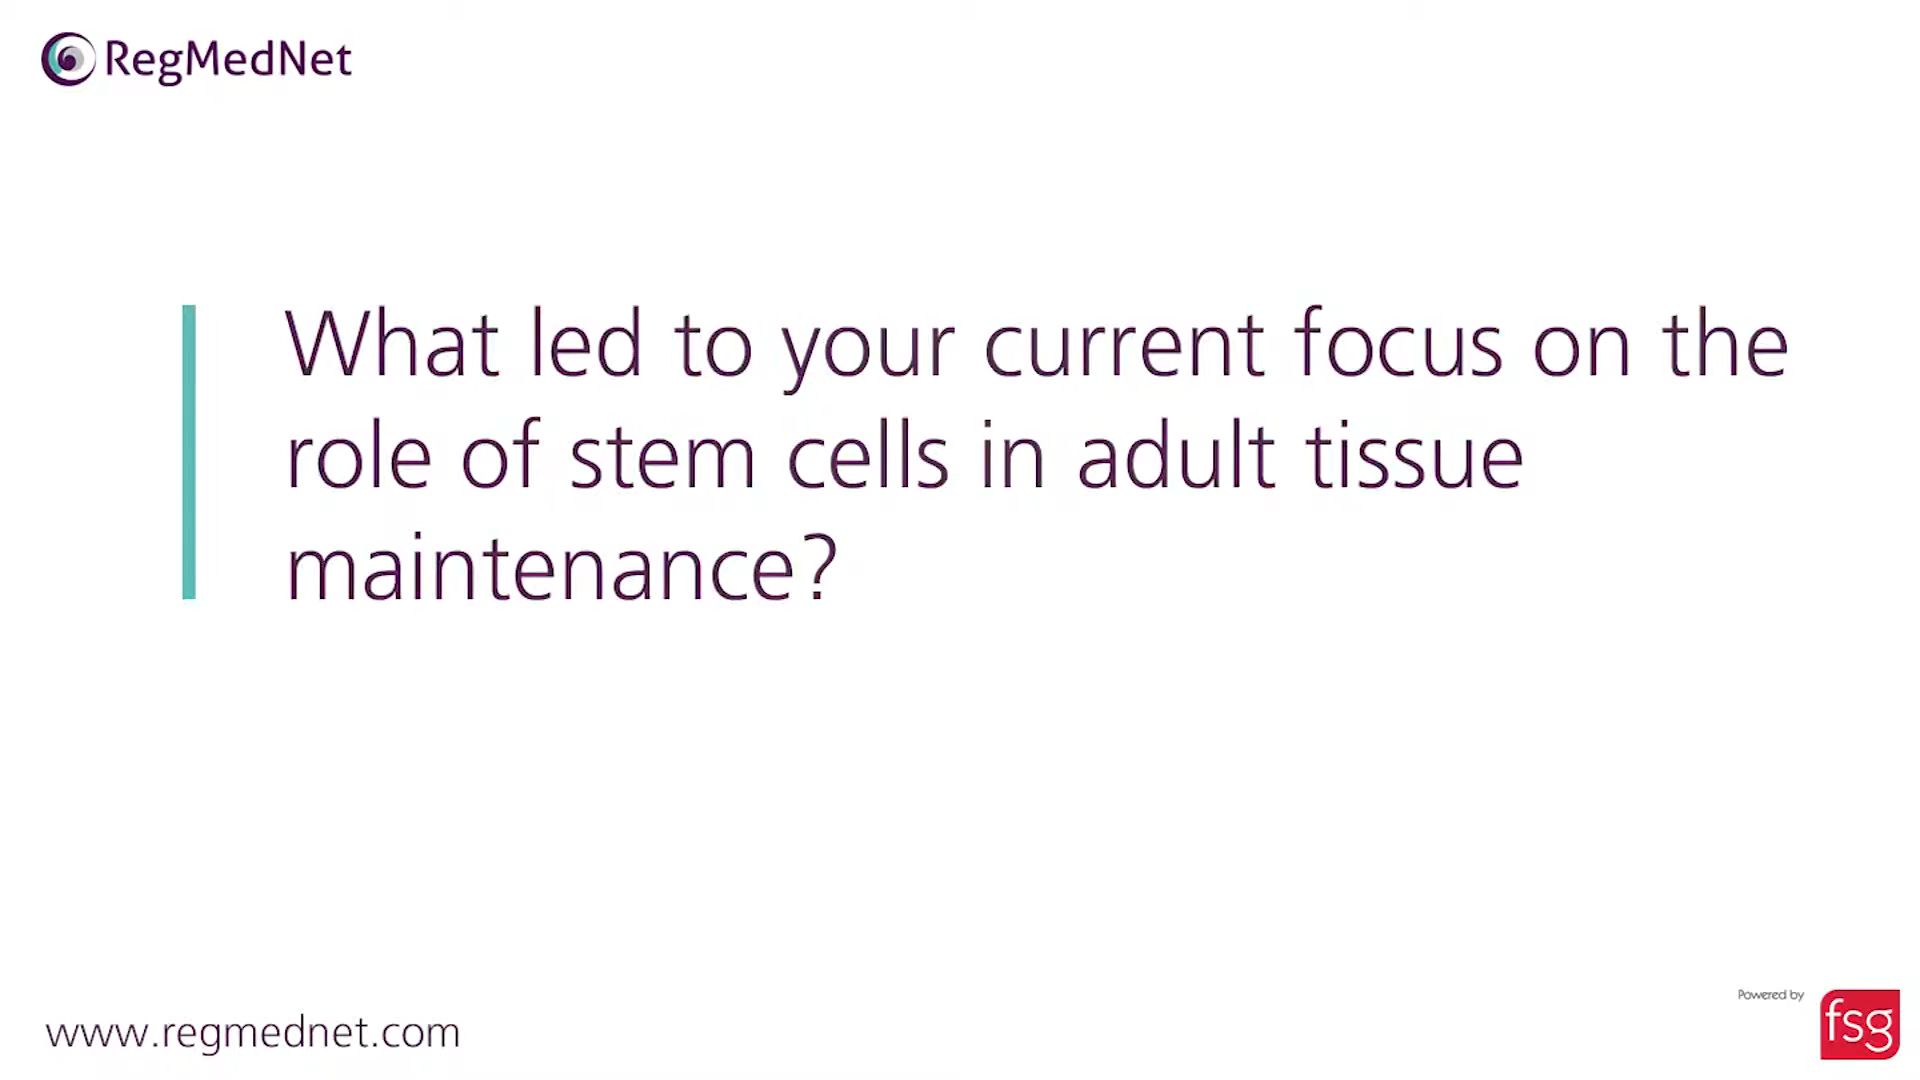 RegMedNet
What led to your current focus on the
role of stem cells in adult tissue
maintenance?
www.regmednet.com
Powered by
fsg